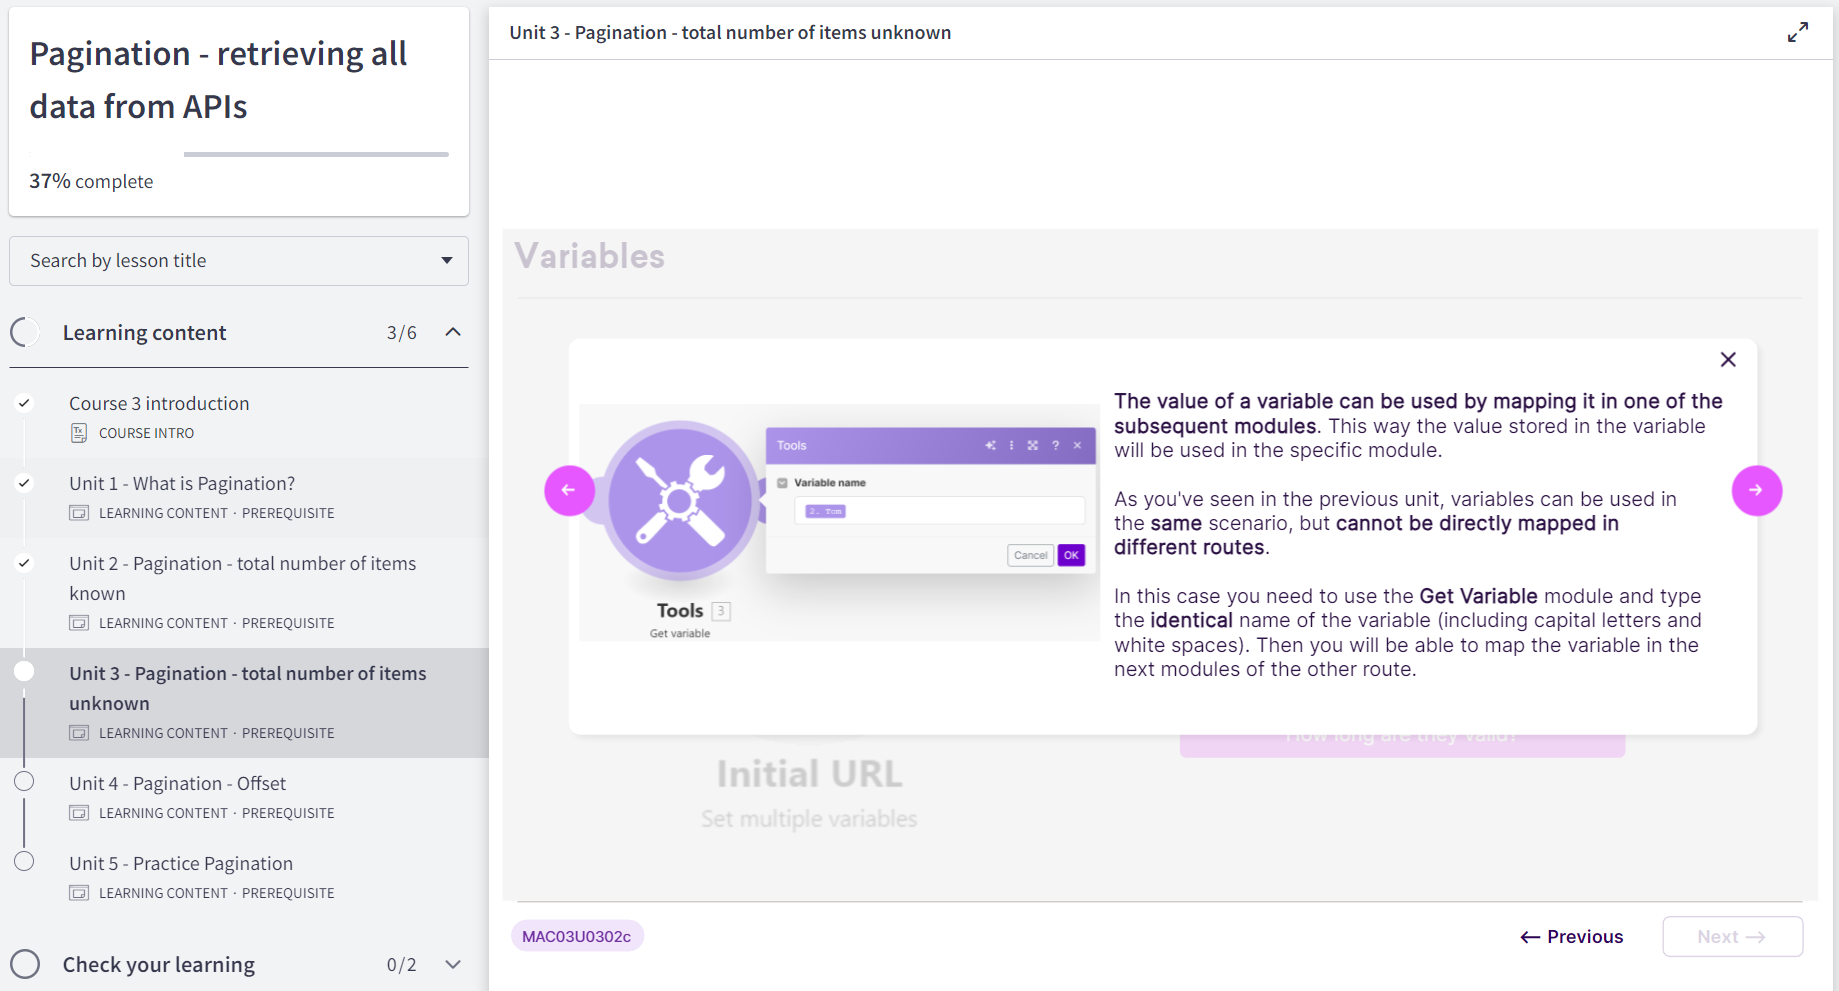 Pagination - retrieving all
data from APIs
37% complete
Search by lesson title
Learning content 3/6
Course 3 introduction
COURSE INTRO
Unit 1 - What is Pagination?
LEARNING CONTENT · PREREQUISITE
Unit 2 - Pagination - total number of items
known
LEARNING CONTENT · PREREQUISITE
Unit 3 - Pagination - total number of items
unknown
LEARNING CONTENT · PREREQUISITE
Unit 4 - Pagination - Offset
LEARNING CONTENT · PREREQUISITE
Unit 5 - Practice Pagination
LEARNING CONTENT · PREREQUISITE
Check your learning 0/2
Unit 3 - Pagination - total number of items unknown
Variables
Tools
Variable name
2. Tom
Cancel OK
Tools 3
Get variable
The value of a variable can be used by mapping it in one of the
subsequent modules. This way the value stored in the variable
will be used in the specific module.
As you've seen in the previous unit, variables can be used in
the same scenario, but cannot be directly mapped in
different routes.
In this case you need to use the Get Variable module and type
the identical name of the variable (including capital letters and
white spaces). Then you will be able to map the variable in the
next modules of the other route.
How long are they valid?
Initial URL
Set multiple variables
MAC03U0302c
← Previous
Next →